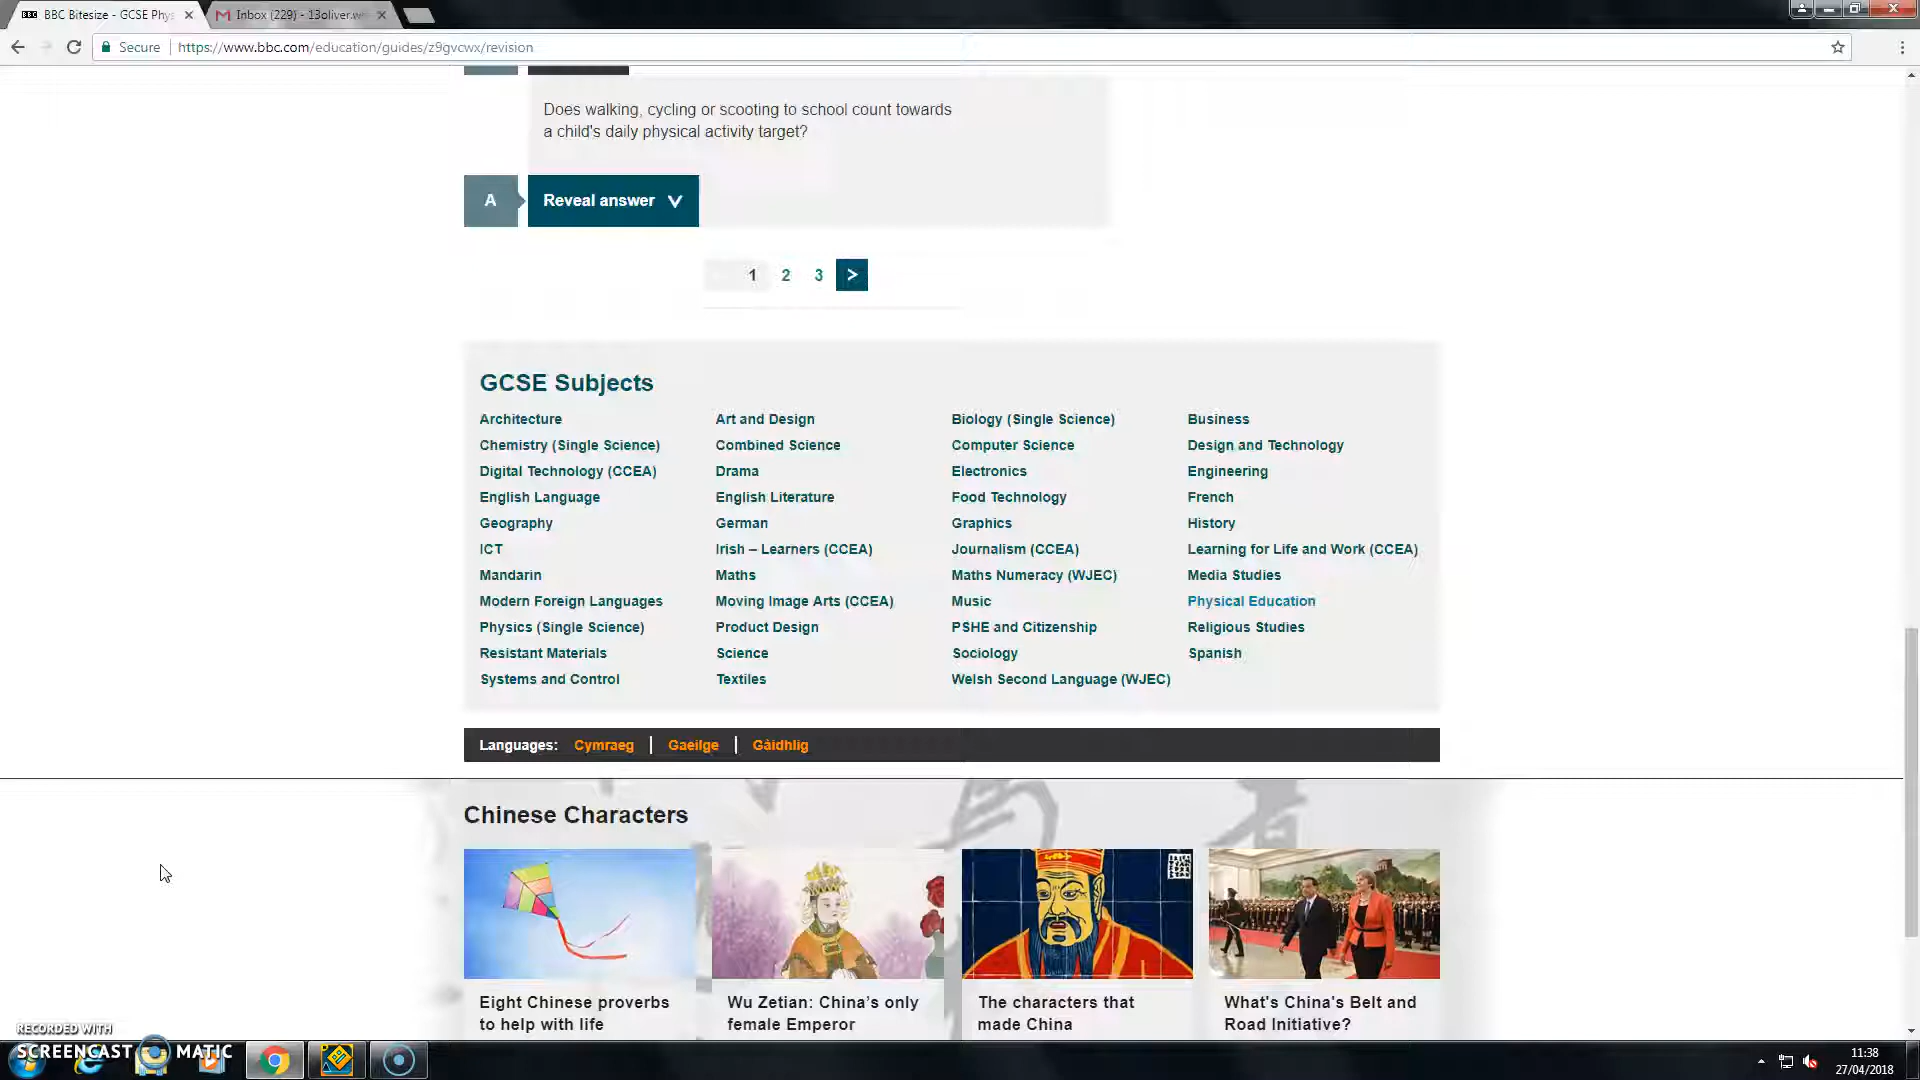 BBC Bitesize - GCSE Phys
Inbox (229) - 13oliver.w
Secure
https://www.bbc.com/education/guides/z9gvcwx/revision
Does walking, cycling or scooting to school count towards
a child's daily physical activity target?
A
Reveal answer
1 2 3 >
GCSE Subjects
Architecture Art and Design Biology (Single Science) Business
Chemistry (Single Science) Combined Science Computer Science Design and Technology
Digital Technology (CCEA) Drama Electronics Engineering
English Language English Literature Food Technology French
Geography German Graphics History
ICT Irish – Learners (CCEA) Journalism (CCEA) Learning for Life and Work (CCEA)
Mandarin Maths Maths Numeracy (WJEC) Media Studies
Modern Foreign Languages Moving Image Arts (CCEA) Music Physical Education
Physics (Single Science) Product Design PSHE and Citizenship Religious Studies
Resistant Materials Science Sociology Spanish
Systems and Control Textiles Welsh Second Language (WJEC)
Languages: Cymraeg | Gaeilge | Gàidhlig
Chinese Characters
Eight Chinese proverbs
to help with life
Wu Zetian: China’s only
female Emperor
The characters that
made China
What's China's Belt and
Road Initiative?
RECORDED WITH
SCREENCAST MATIC
11:38
27/04/2018